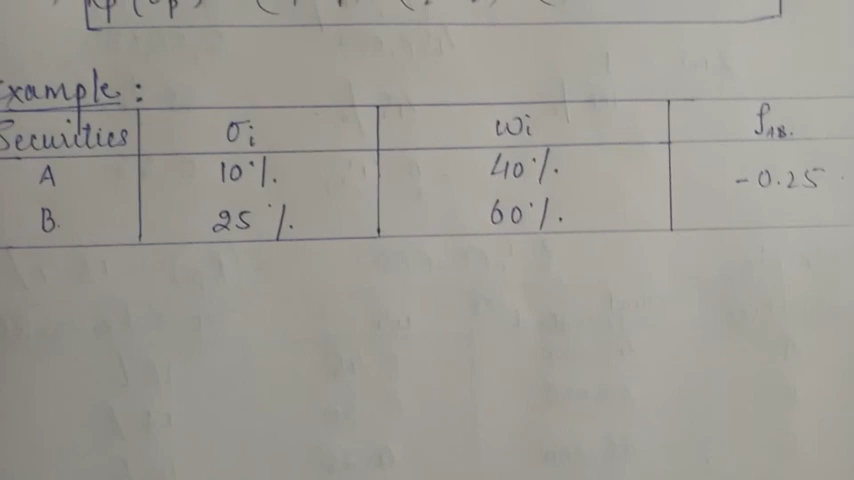 Example :
Securities σi wi ρAB.
A 10%. 40%. -0.25
B. 25%. 60%.